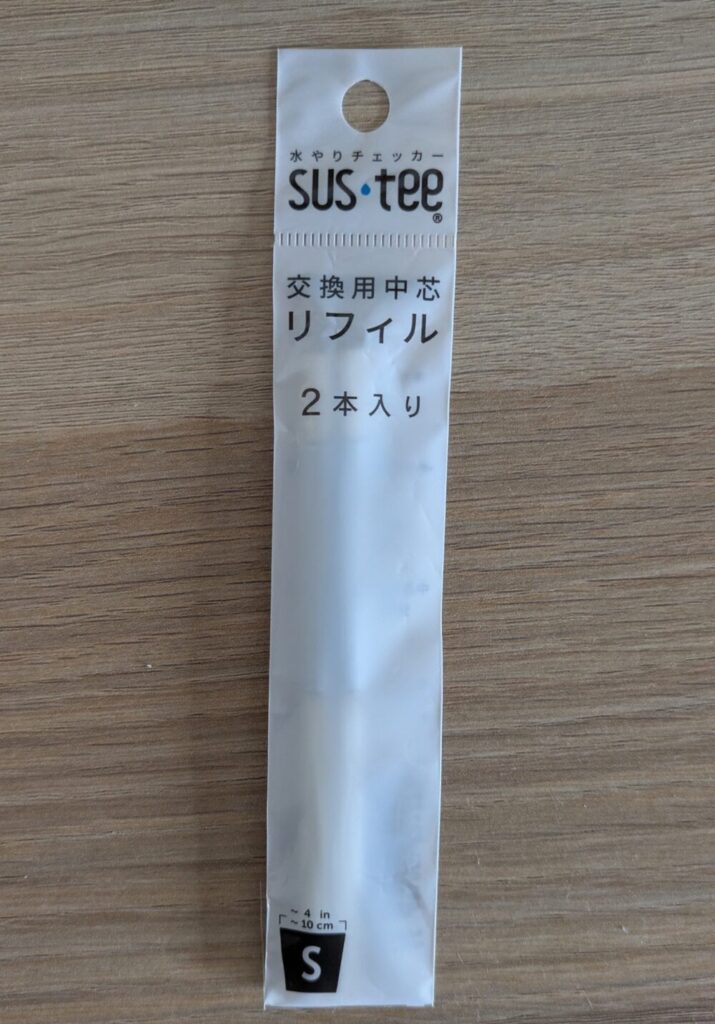 水やりチェッカー
sus・tee®
交換用中芯
リフィル
2本入り
~ 4 in
~ 10 cm
S